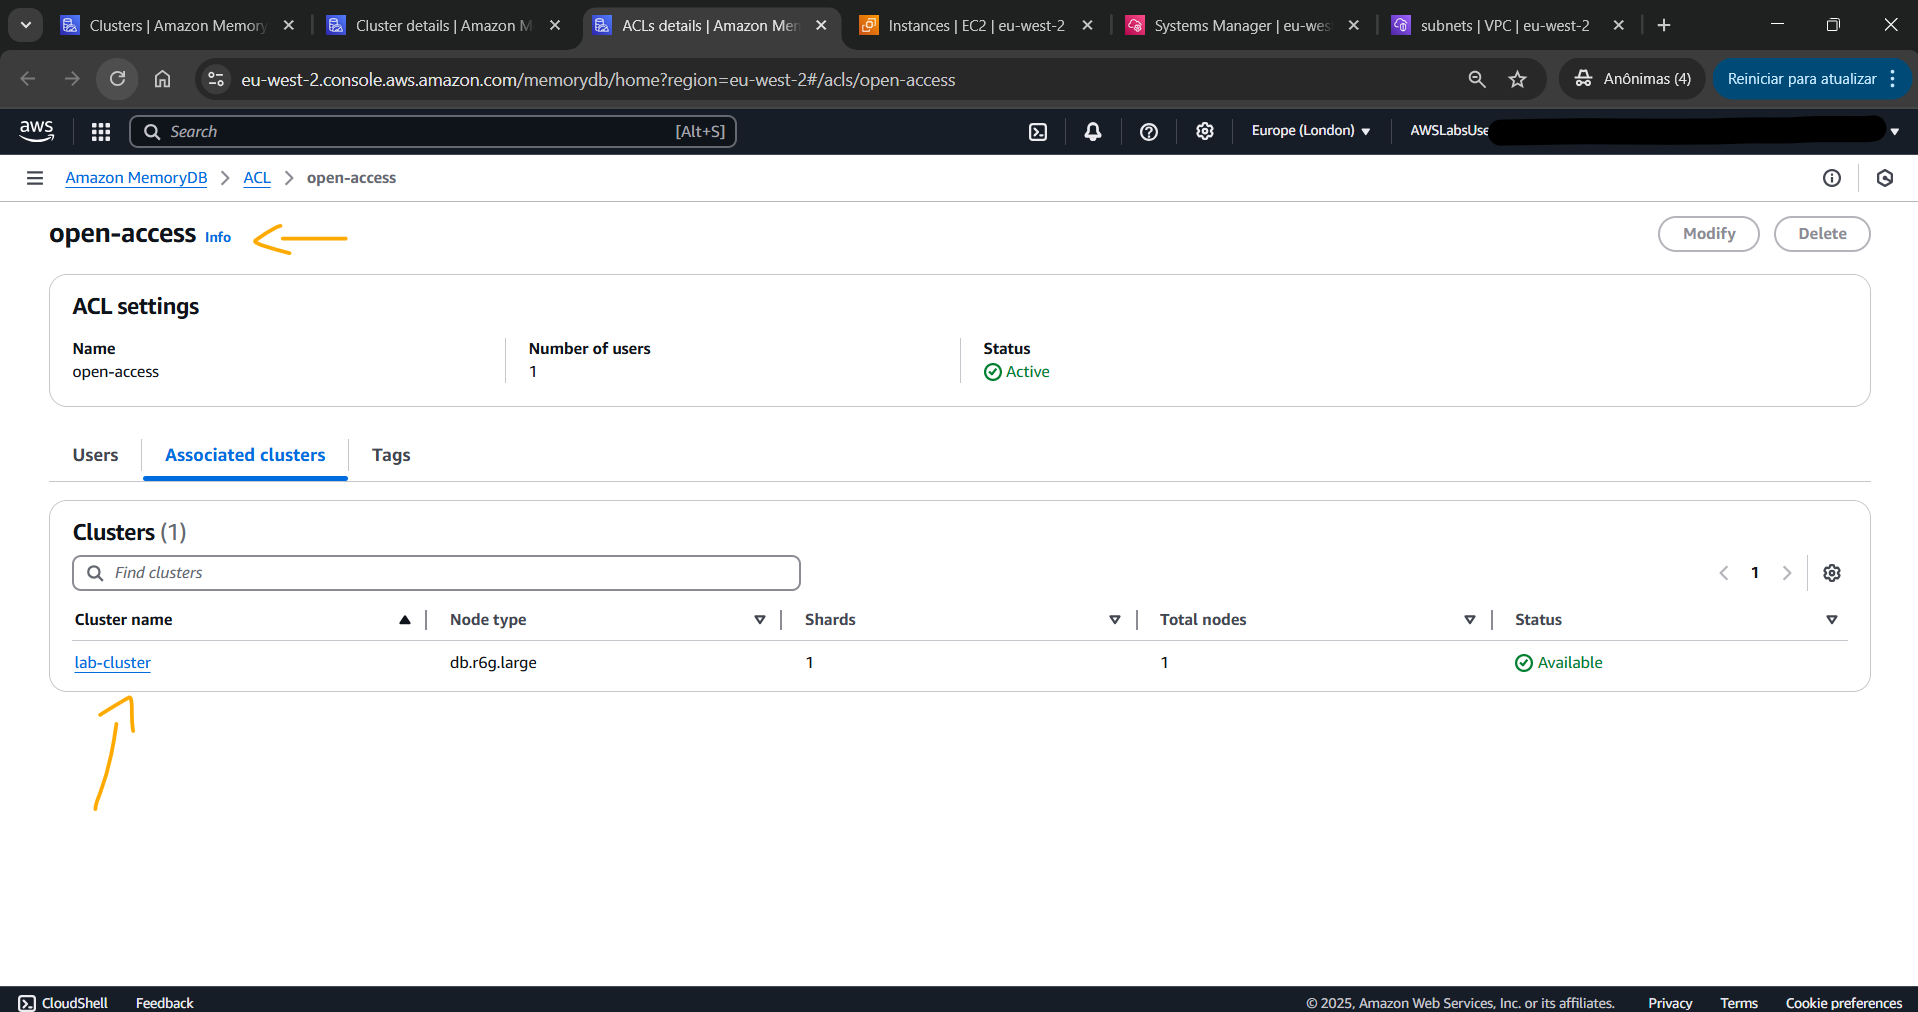 Clusters | Amazon Memory
Cluster details | Amazon M
ACLs details | Amazon Mem
Instances | EC2 | eu-west-2
Systems Manager | eu-wes
subnets | VPC | eu-west-2
eu-west-2.console.aws.amazon.com/memorydb/home?region=eu-west-2#/acls/open-access
Anônimas (4)
Reiniciar para atualizar
aws
Search
[Alt+S]
Europe (London)
AWSLabsUse
Amazon MemoryDB
ACL
open-access
open-access Info
Modify
Delete
ACL settings
Name
open-access
Number of users
1
Status
Active
Users
Associated clusters
Tags
Clusters (1)
Find clusters
1
Cluster name
Node type
Shards
Total nodes
Status
lab-cluster
db.r6g.large
1
1
Available
CloudShell
Feedback
© 2025, Amazon Web Services, Inc. or its affiliates.
Privacy
Terms
Cookie preferences